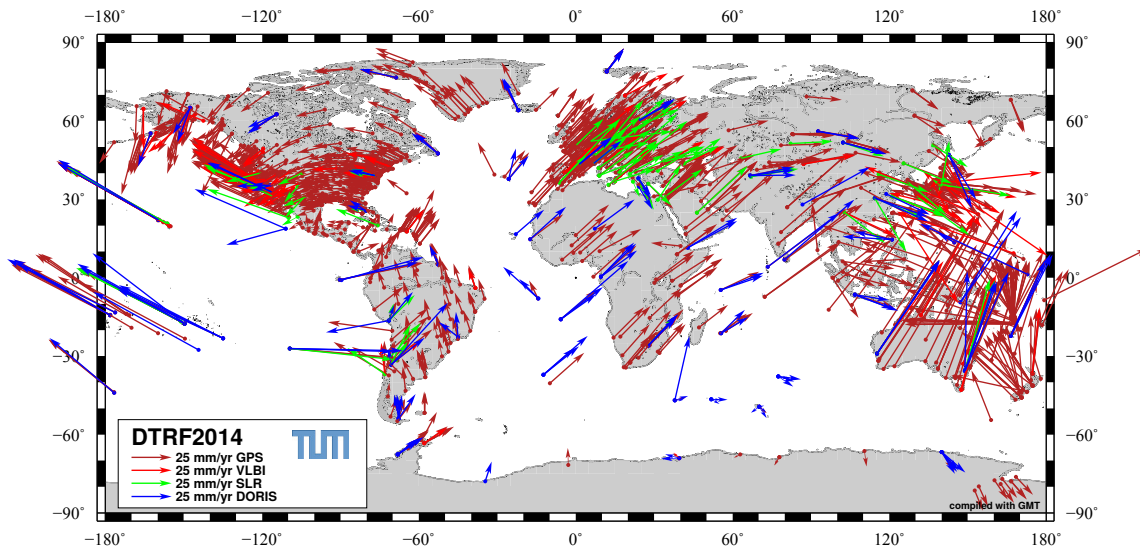 −180° −120° −60° 0° 60° 120° 180°
90° 90°
60° 60°
30° 30°
0° 0°
−30° −30°
−60° −60°
−90° −90°
DTRF2014
TUM
25 mm/yr GPS
25 mm/yr VLBI
25 mm/yr SLR
25 mm/yr DORIS
compiled with GMT
−180° −120° −60° 0° 60° 120° 180°